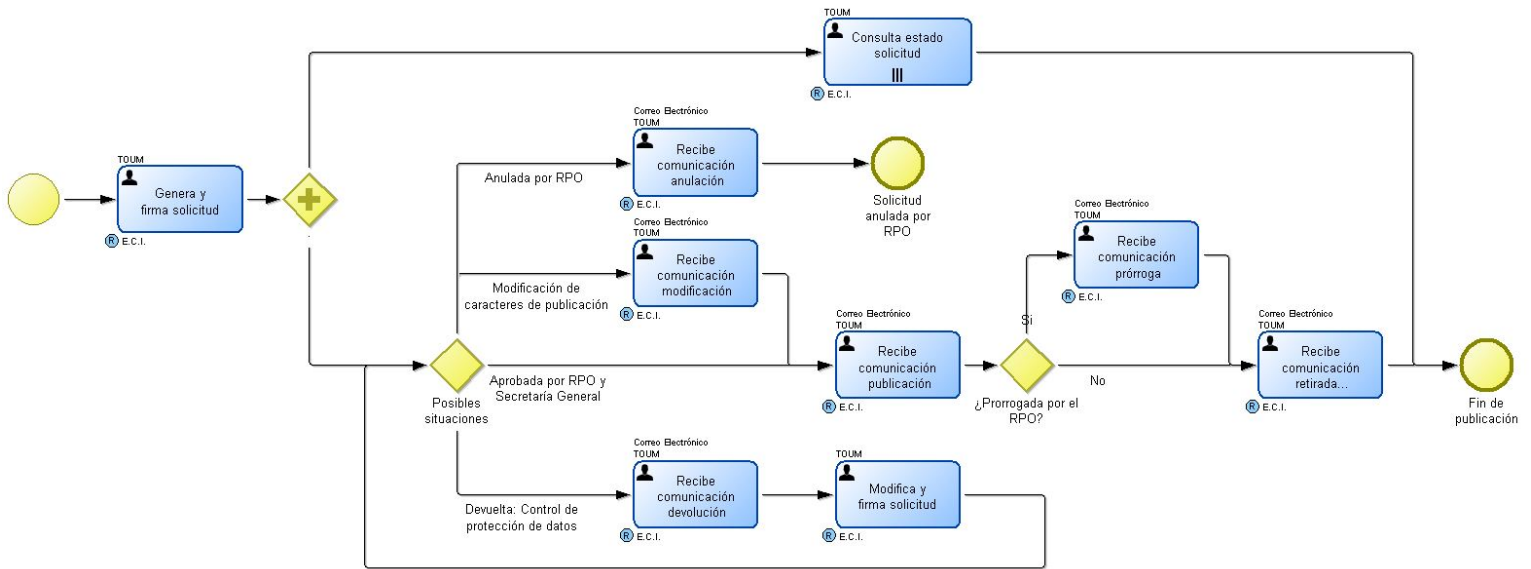 TOUM
Consulta estado
solicitud
R E.C.I.
Correo Electrónico
TOUM
Recibe
comunicación
anulación
R E.C.I.
Anulada por RPO
Solicitud
anulada por
RPO
TOUM
Genera y
firma solicitud
R E.C.I.
Correo Electrónico
TOUM
Recibe
comunicación
modificación
R E.C.I.
Modificación de
caracteres de publicación
Correo Electrónico
TOUM
Recibe
comunicación
prórroga
R E.C.I.
Posibles
situaciones
Aprobada por RPO y
Secretaría General
Correo Electrónico
TOUM
Recibe
comunicación
publicación
R E.C.I.
Si
No
¿Prorrogada por el
RPO?
Correo Electrónico
TOUM
Recibe
comunicación
retirada...
R E.C.I.
Fin de
publicación
Devuelta: Control de
protección de datos
Correo Electrónico
TOUM
Recibe
comunicación
devolución
R E.C.I.
TOUM
Modifica y
firma solicitud
R E.C.I.